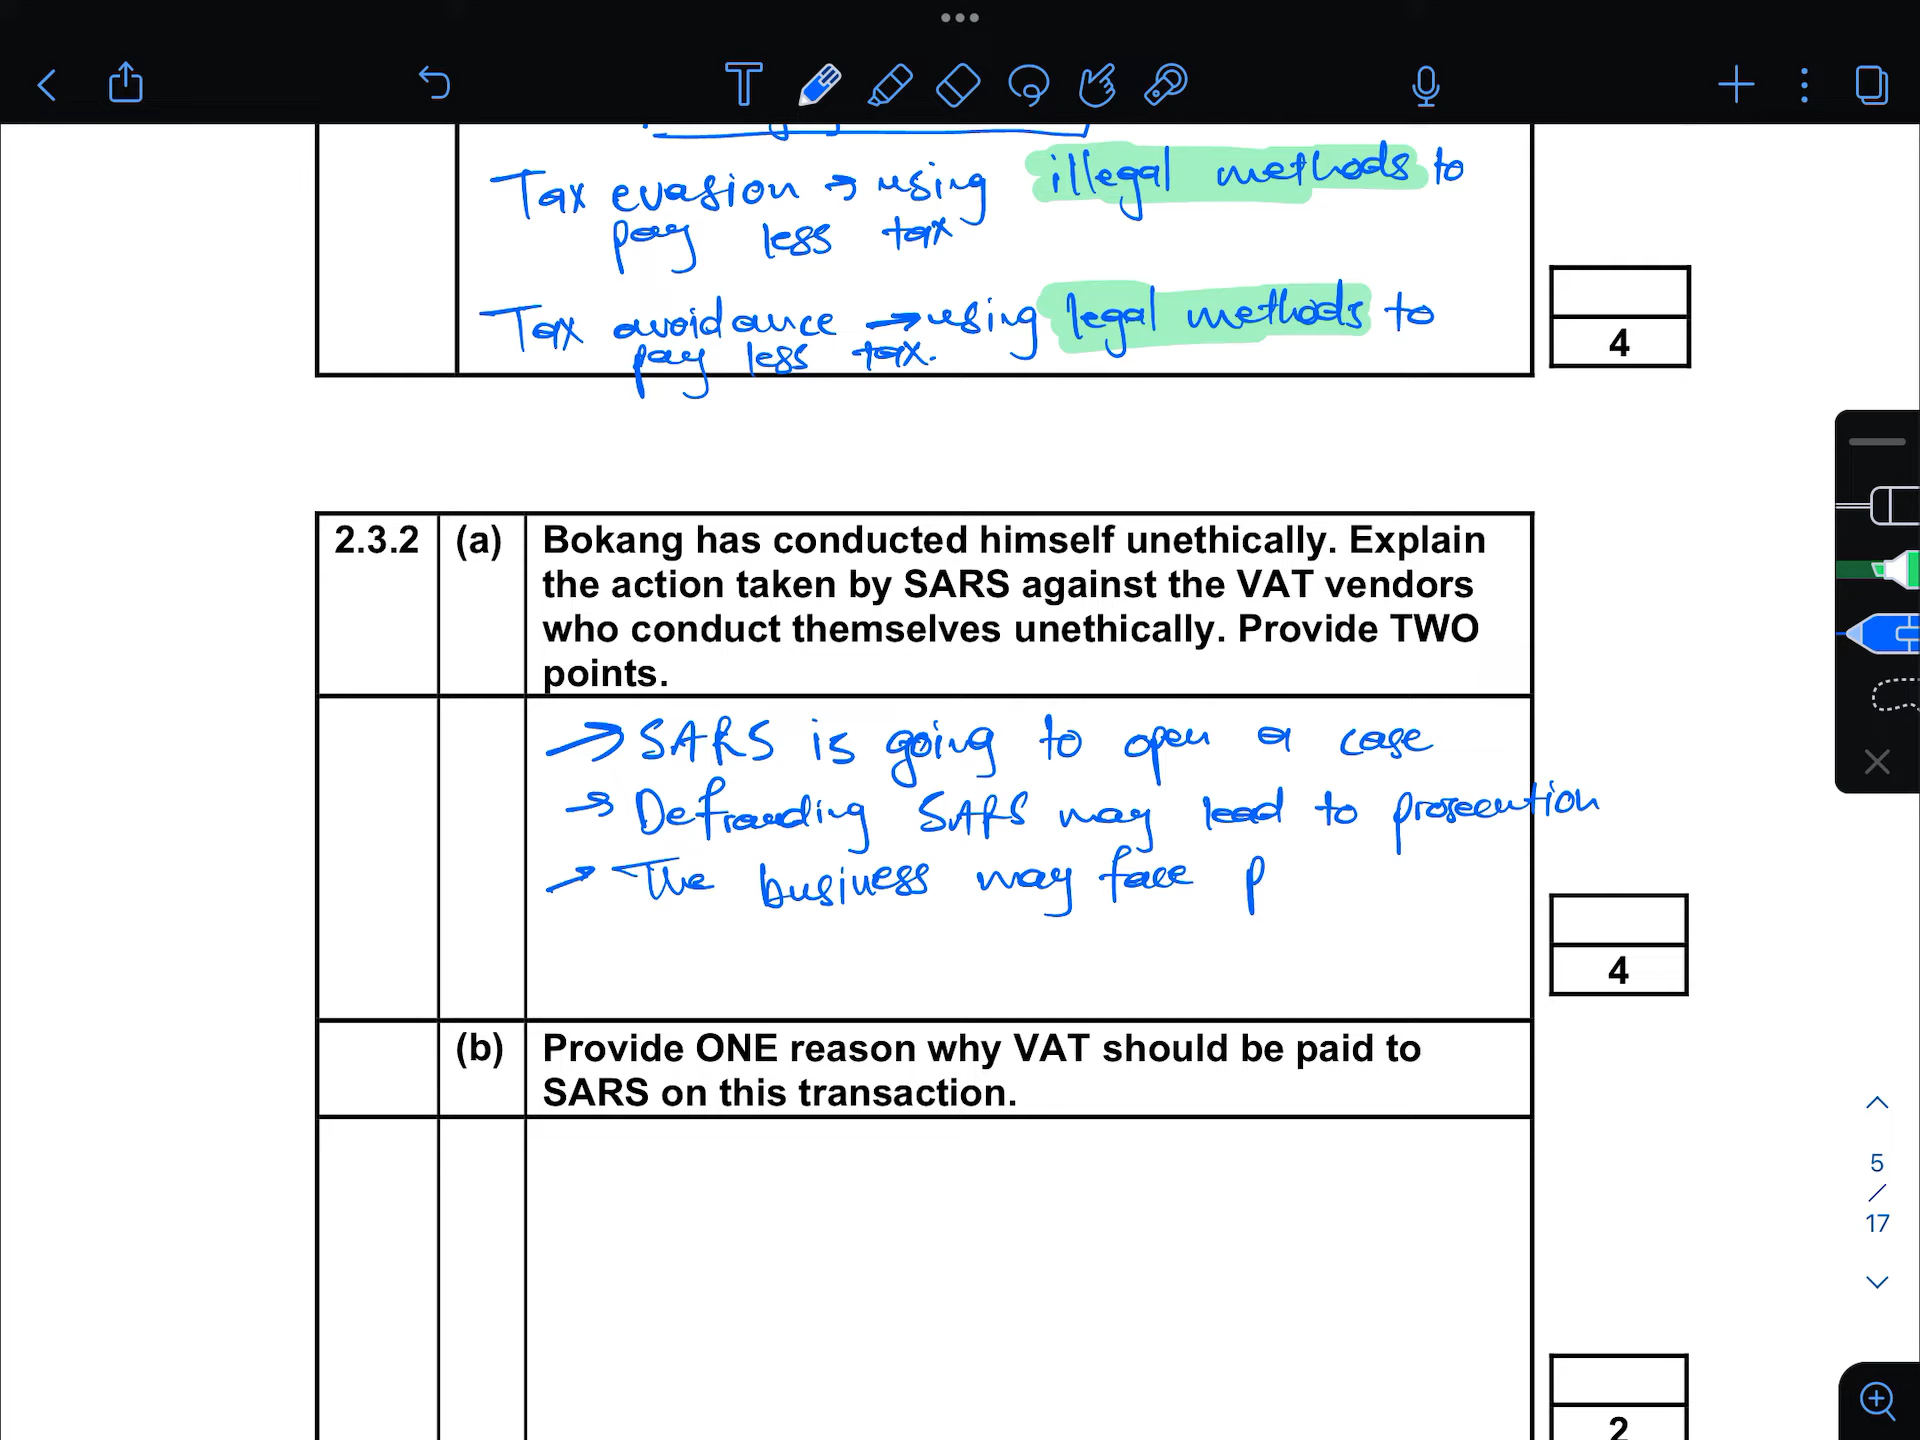 Tax evasion → using illegal methods to
pay less tax
Tax avoidance → using legal methods to
pay less tax.
4
2.3.2 (a) Bokang has conducted himself unethically. Explain
the action taken by SARS against the VAT vendors
who conduct themselves unethically. Provide TWO
points.
→ SARS is going to open a case
→ Defrauding SARS may lead to prosecution
→ The business may face p
4
(b) Provide ONE reason why VAT should be paid to
SARS on this transaction.
5
/
17
2